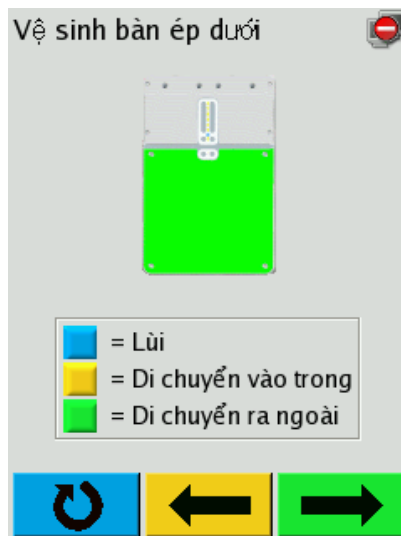 Vệ sinh bàn ép dưới
= Lùi
= Di chuyển vào trong
= Di chuyển ra ngoài